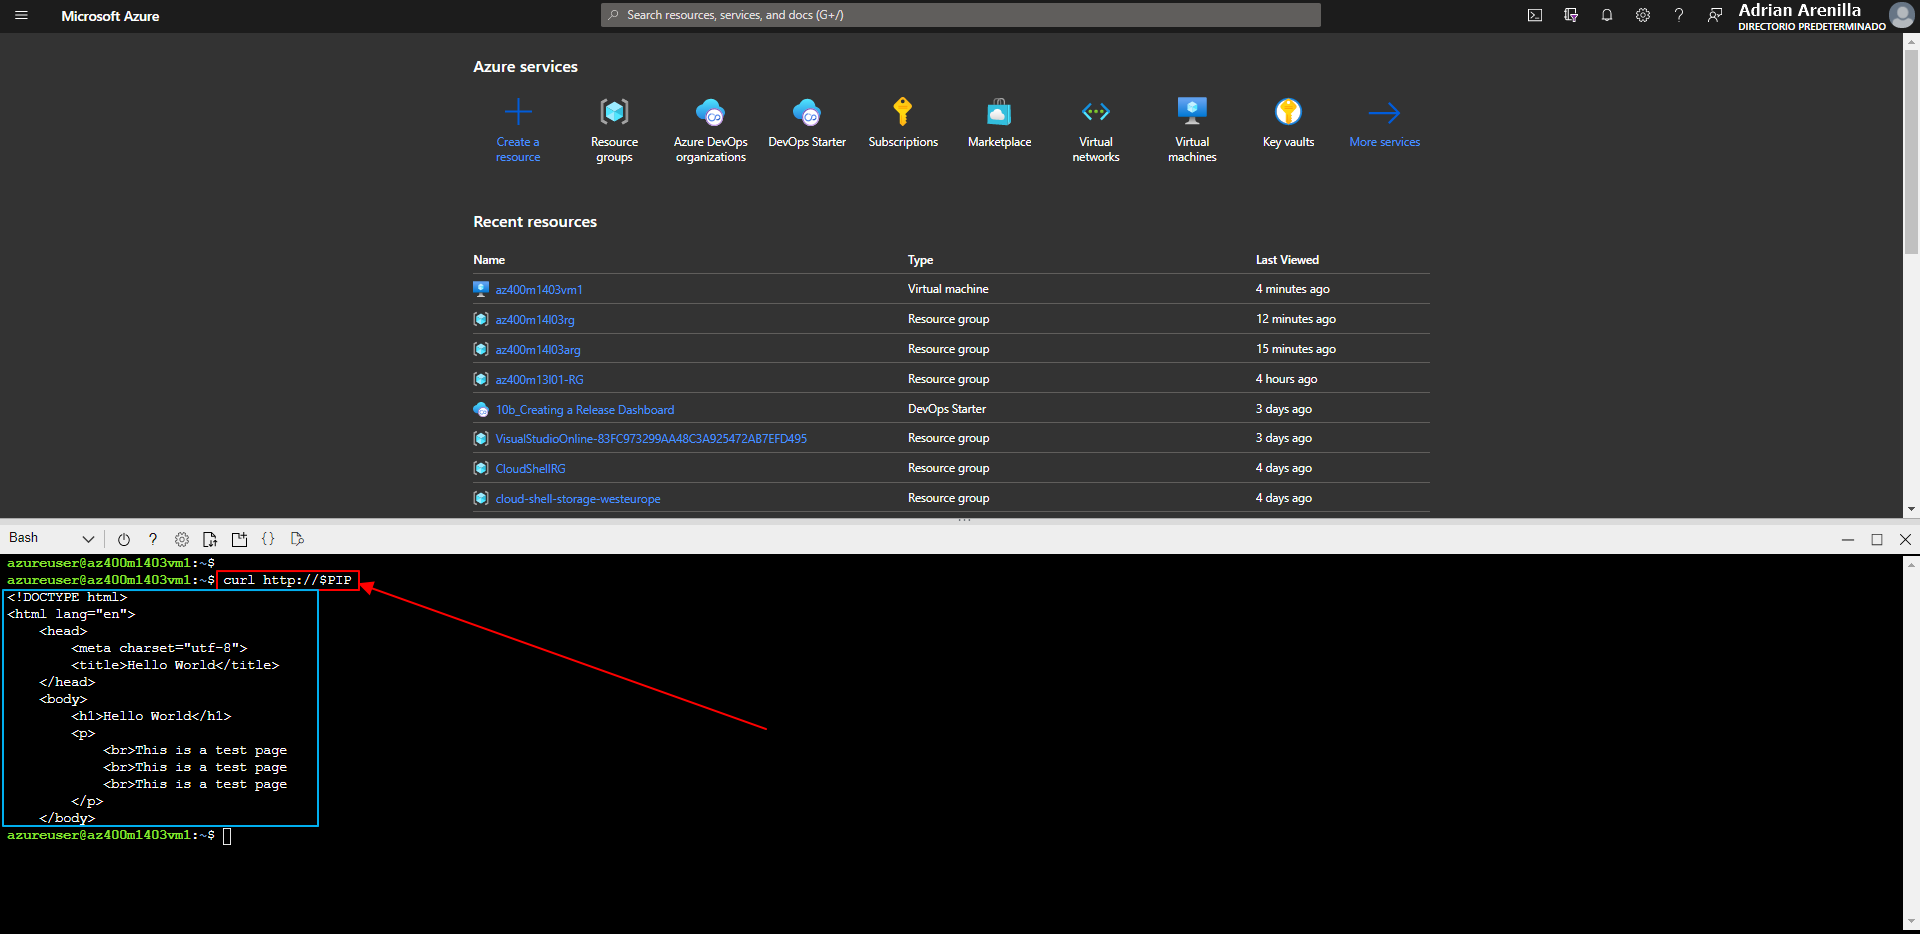 Microsoft Azure
Search resources, services, and docs (G+/)
Adrian Arenilla
DIRECTORIO PREDETERMINADO
Azure services
Create a resource
Resource groups
Azure DevOps organizations
DevOps Starter
Subscriptions
Marketplace
Virtual networks
Virtual machines
Key vaults
More services
Recent resources
Name Type Last Viewed
az400m1403vm1 Virtual machine 4 minutes ago
az400m14l03rg Resource group 12 minutes ago
az400m14l03arg Resource group 15 minutes ago
az400m13l01-RG Resource group 4 hours ago
10b_Creating a Release Dashboard DevOps Starter 3 days ago
VisualStudioOnline-83FC973299AA48C3A925472AB7EFD495 Resource group 3 days ago
CloudShellRG Resource group 4 days ago
cloud-shell-storage-westeurope Resource group 4 days ago
Bash
azureuser@az400m1403vm1:~$
azureuser@az400m1403vm1:~$ curl http://$PIP
<!DOCTYPE html>
<html lang="en">
    <head>
        <meta charset="utf-8">
        <title>Hello World</title>
    </head>
    <body>
        <h1>Hello World</h1>
        <p>
            <br>This is a test page
            <br>This is a test page
            <br>This is a test page
        </p>
    </body>
azureuser@az400m1403vm1:~$